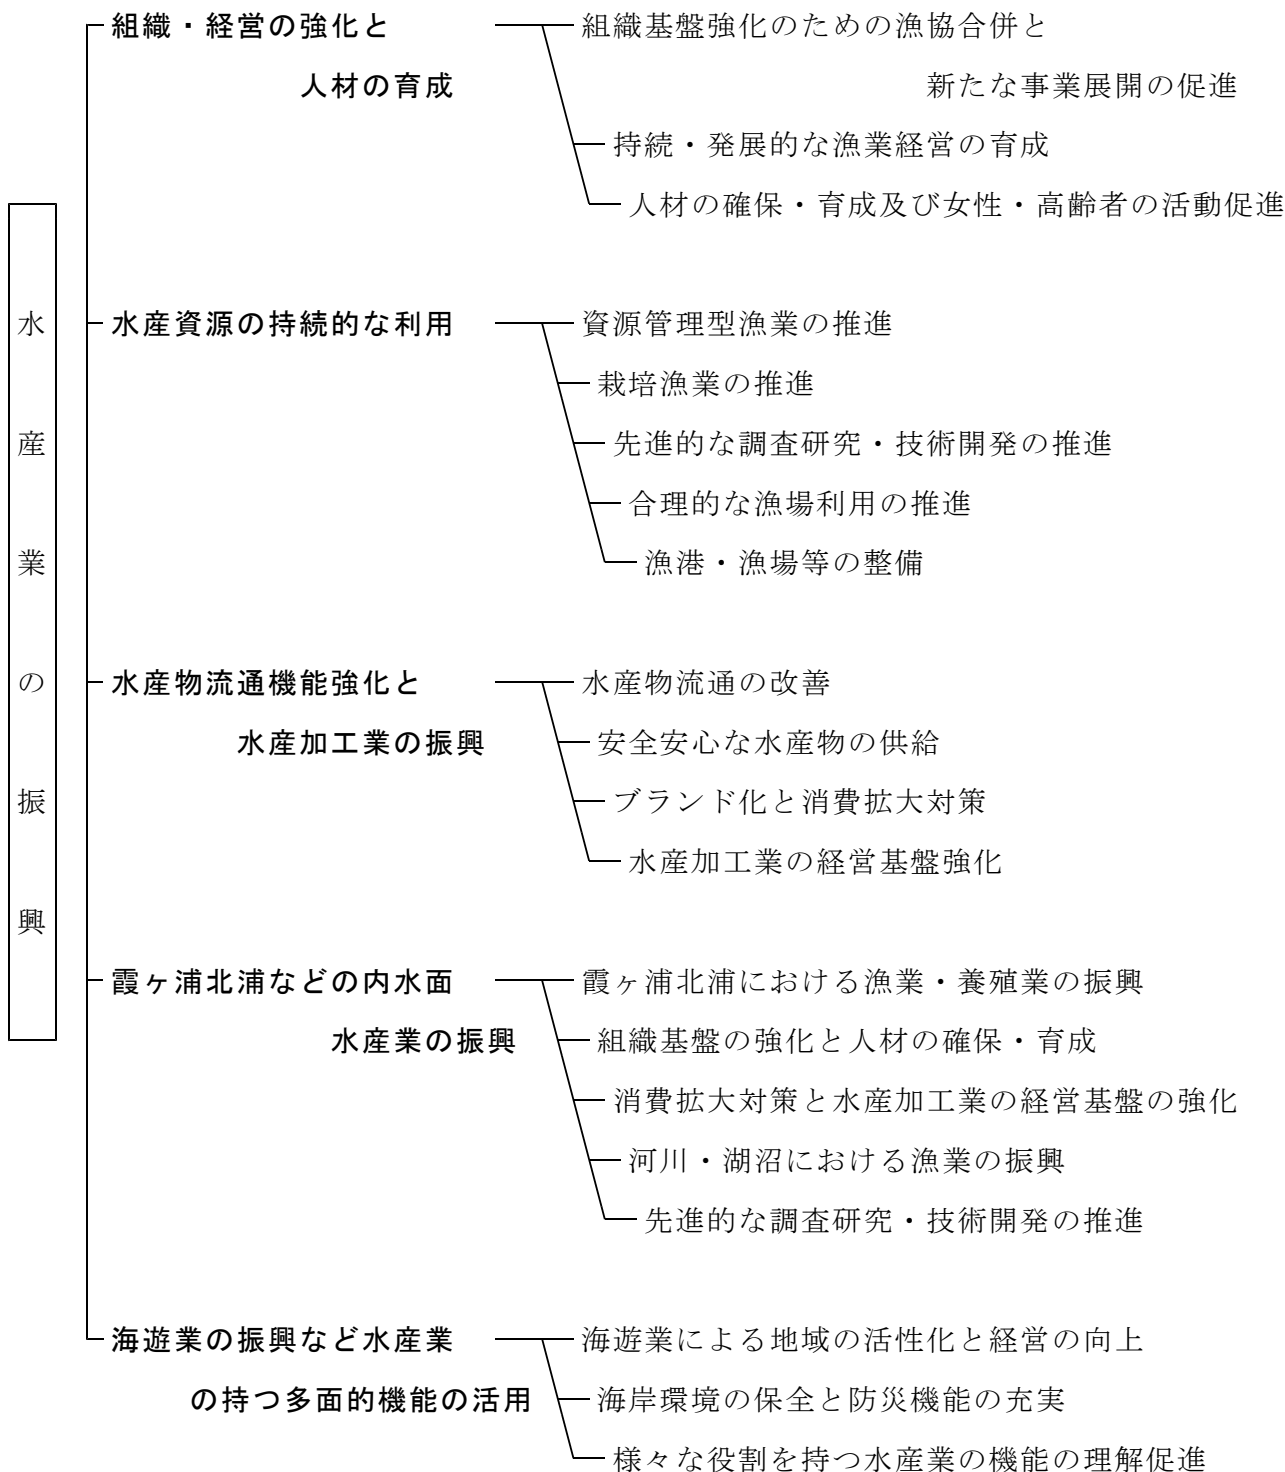 水産業の振興
組織・経営の強化と
人材の育成
組織基盤強化のための漁協合併と
新たな事業展開の促進
持続・発展的な漁業経営の育成
人材の確保・育成及び女性・高齢者の活動促進
水産資源の持続的な利用
資源管理型漁業の推進
栽培漁業の推進
先進的な調査研究・技術開発の推進
合理的な漁場利用の推進
漁港・漁場等の整備
水産物流通機能強化と
水産加工業の振興
水産物流通の改善
安全安心な水産物の供給
ブランド化と消費拡大対策
水産加工業の経営基盤強化
霞ヶ浦北浦などの内水面
水産業の振興
霞ヶ浦北浦における漁業・養殖業の振興
組織基盤の強化と人材の確保・育成
消費拡大対策と水産加工業の経営基盤の強化
河川・湖沼における漁業の振興
先進的な調査研究・技術開発の推進
海遊業の振興など水産業
の持つ多面的機能の活用
海遊業による地域の活性化と経営の向上
海岸環境の保全と防災機能の充実
様々な役割を持つ水産業の機能の理解促進